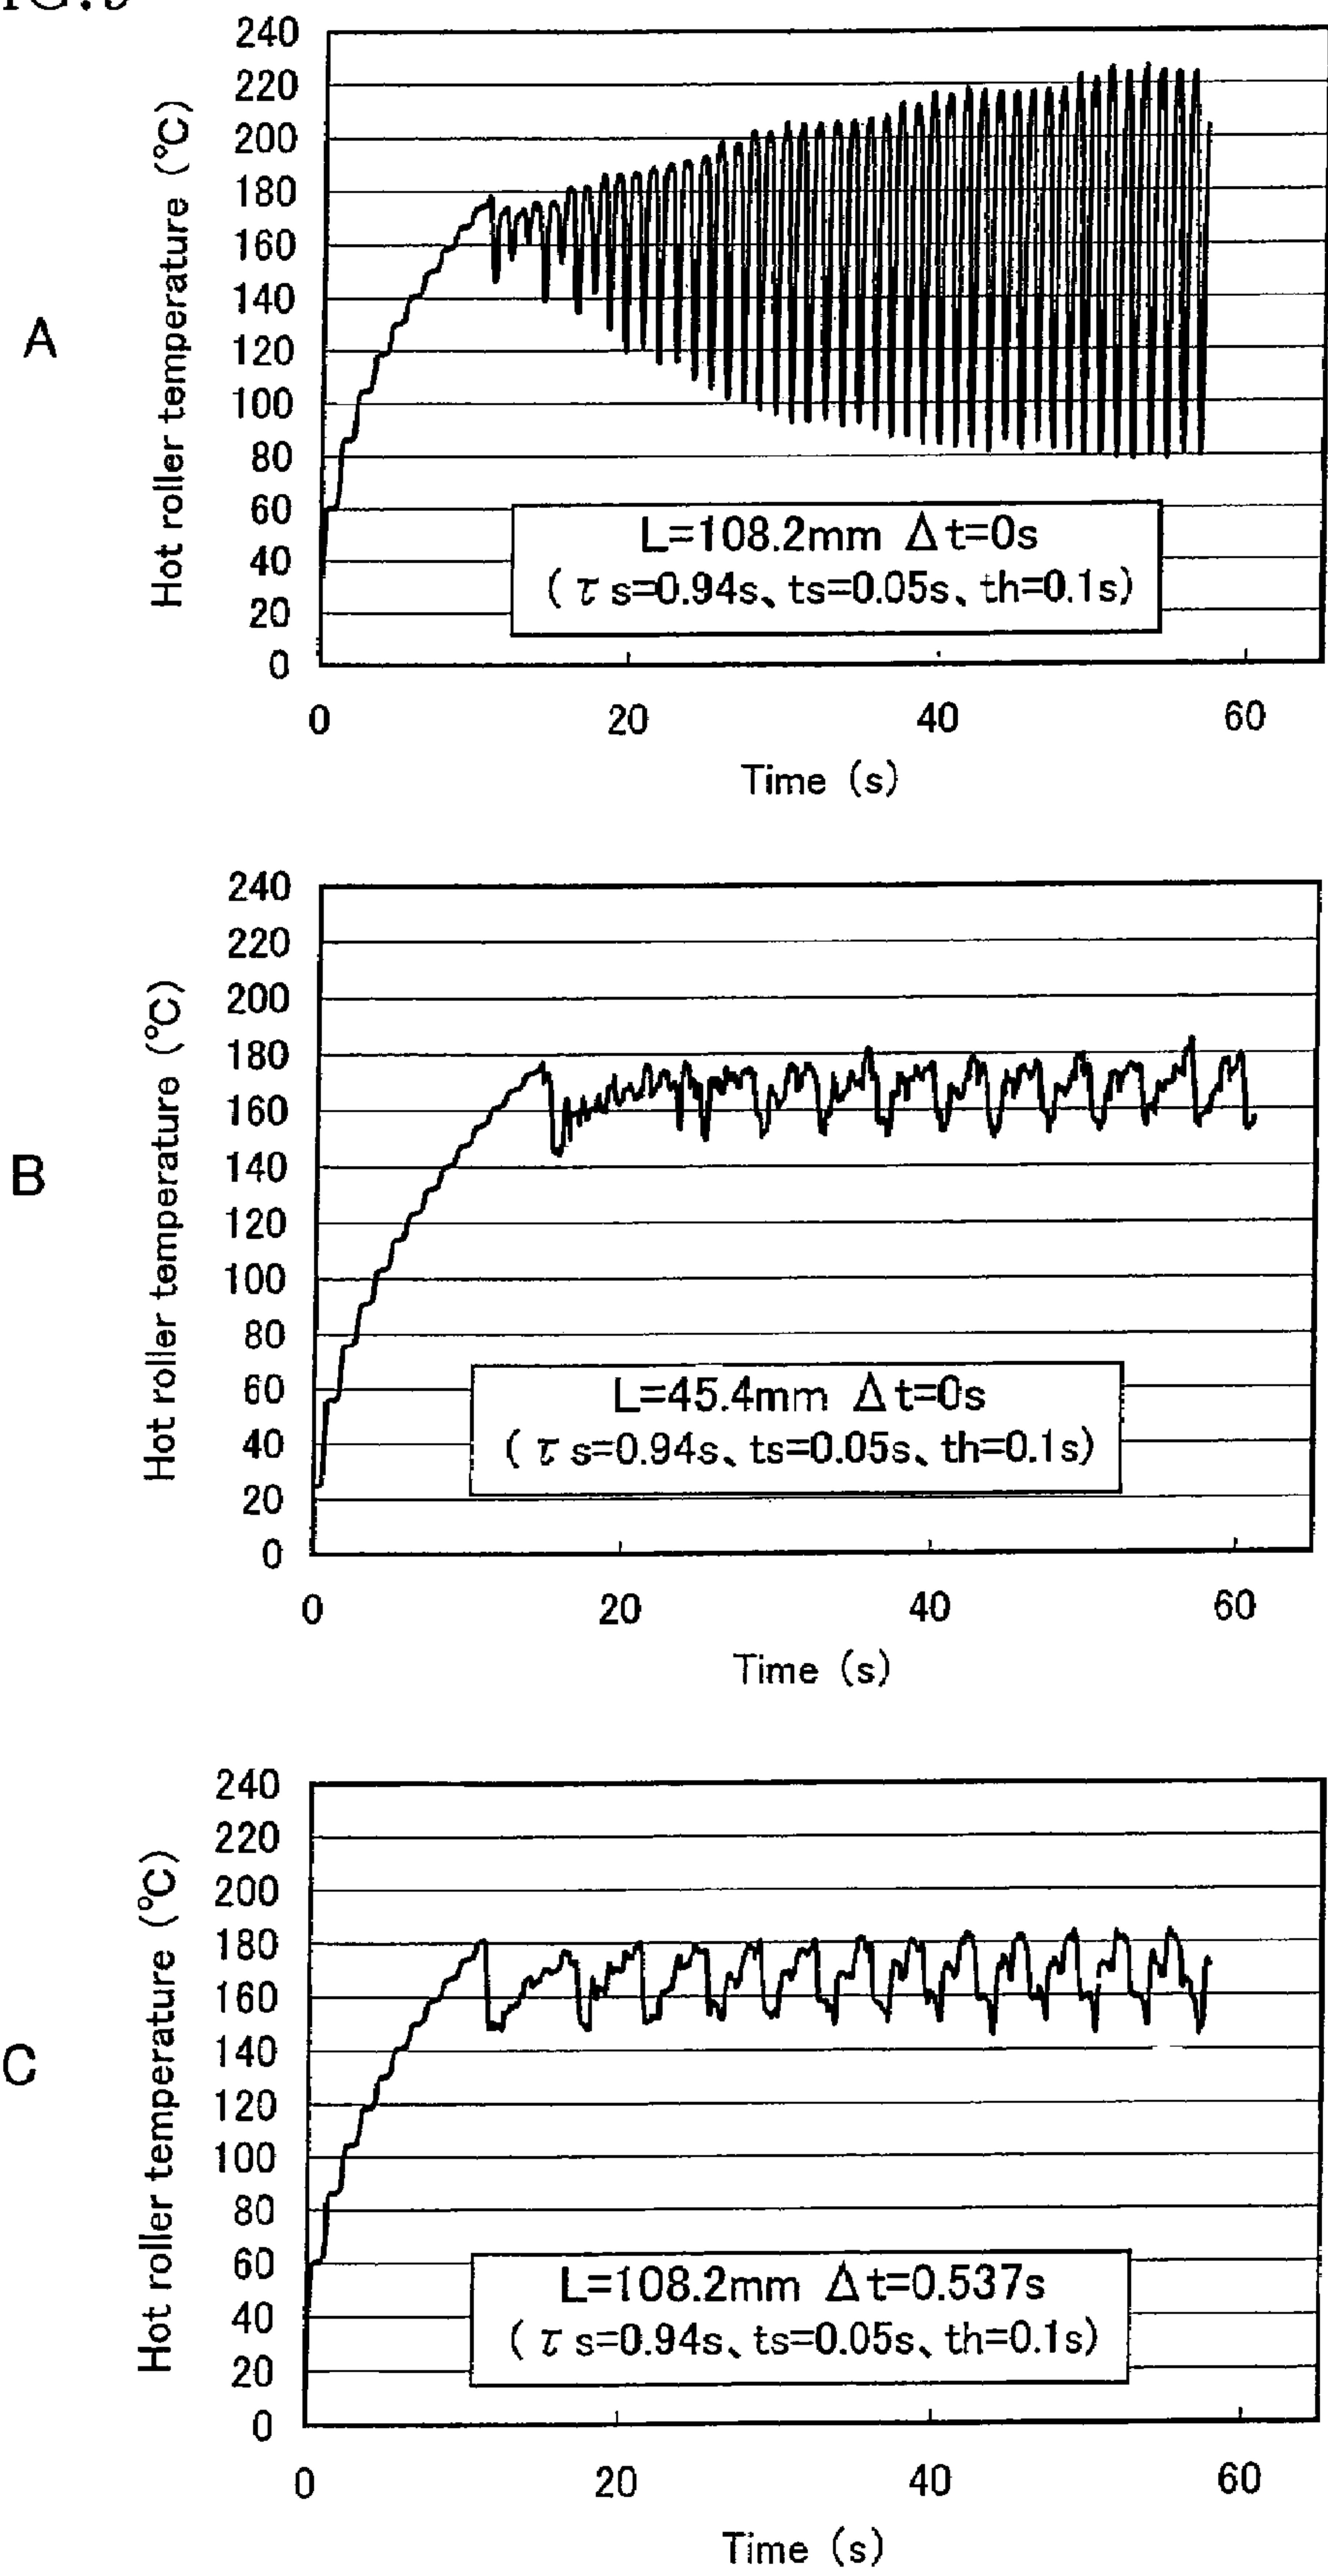 A
Hot roller temperature (℃)
240
220
200
180
160
140
120
100
80
60
40
20
0
L=108.2mm Δt=0s
(τs=0.94s、ts=0.05s、th=0.1s)
0 20 40 60
Time (s)
B
Hot roller temperature (℃)
240
220
200
180
160
140
120
100
80
60
40
20
0
L=45.4mm Δt=0s
(τs=0.94s、ts=0.05s、th=0.1s)
0 20 40 60
Time (s)
C
Hot roller temperature (℃)
240
220
200
180
160
140
120
100
80
60
40
20
0
L=108.2mm Δt=0.537s
(τs=0.94s、ts=0.05s、th=0.1s)
0 20 40 60
Time (s)